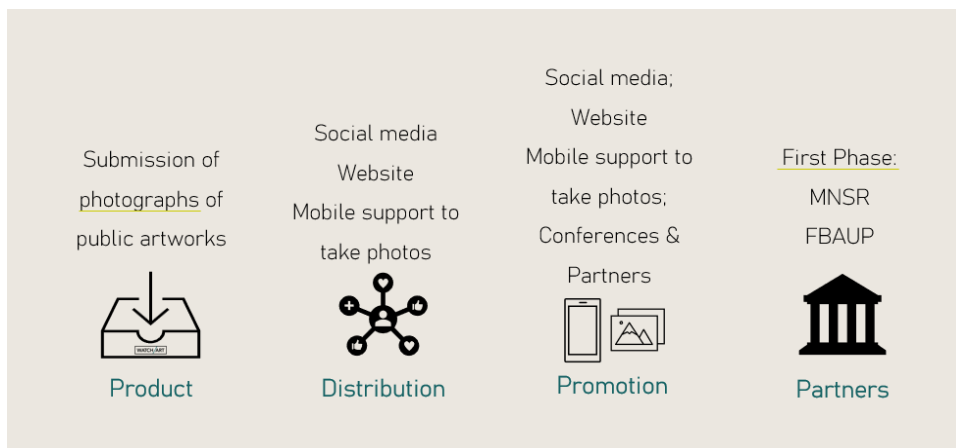 Submission of
photographs of
public artworks
WATCH/ART
Product
Social media
Website
Mobile support to
take photos
Distribution
Social media;
Website
Mobile support to
take photos;
Conferences &
Partners
Promotion
First Phase:
MNSR
FBAUP
Partners